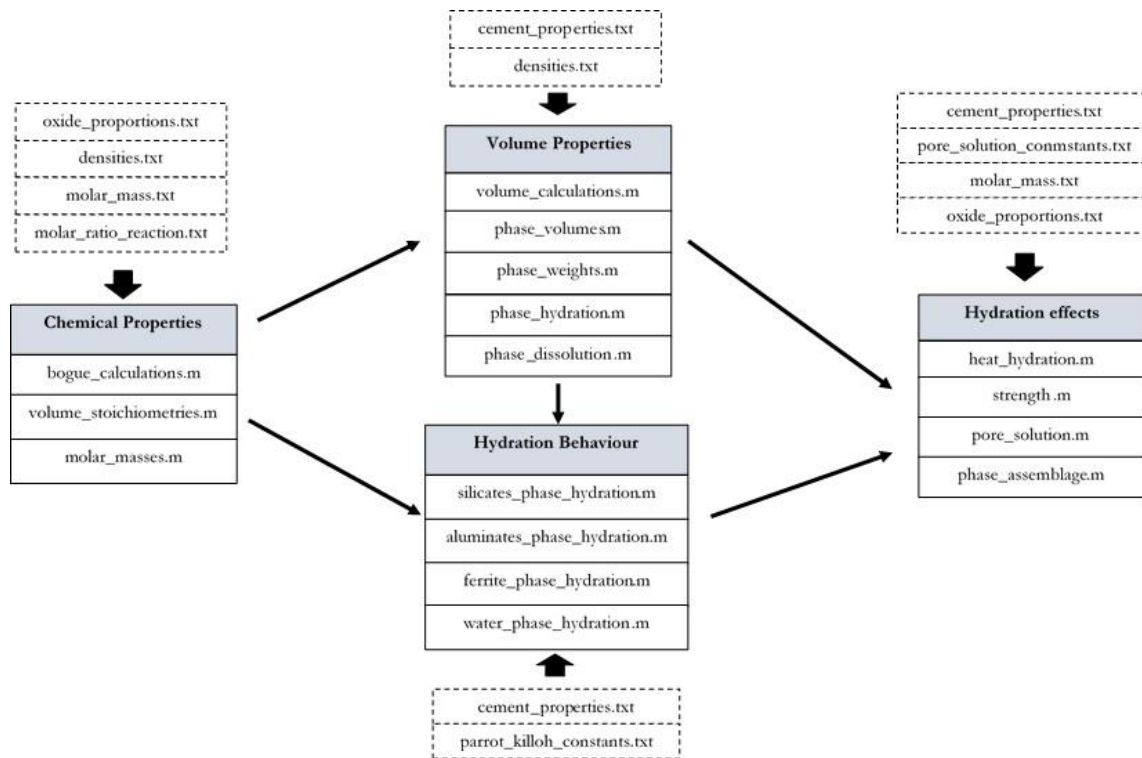 cement_properties.txt
densities.txt
oxide_proportions.txt
densities.txt
molar_mass.txt
molar_ratio_reaction.txt
cement_properties.txt
pore_solution_conmstants.txt
molar_mass.txt
oxide_proportions.txt
Volume Properties
volume_calculations.m
phase_volumes.m
phase_weights.m
phase_hydration.m
phase_dissolution .m
Chemical Properties
bogue_calculations.m
volume_stoichiometries.m
molar_masses.m
Hydration effects
heat_hydration.m
strength .m
pore_solution.m
phase_assemblage.m
Hydration Behaviour
silicates_phase_hydration.m
aluminates_phase_hydration.m
ferrite_phase_hydration.m
water_phase_hydration .m
cement_properties.txt
parrot_killoh_constants.txt